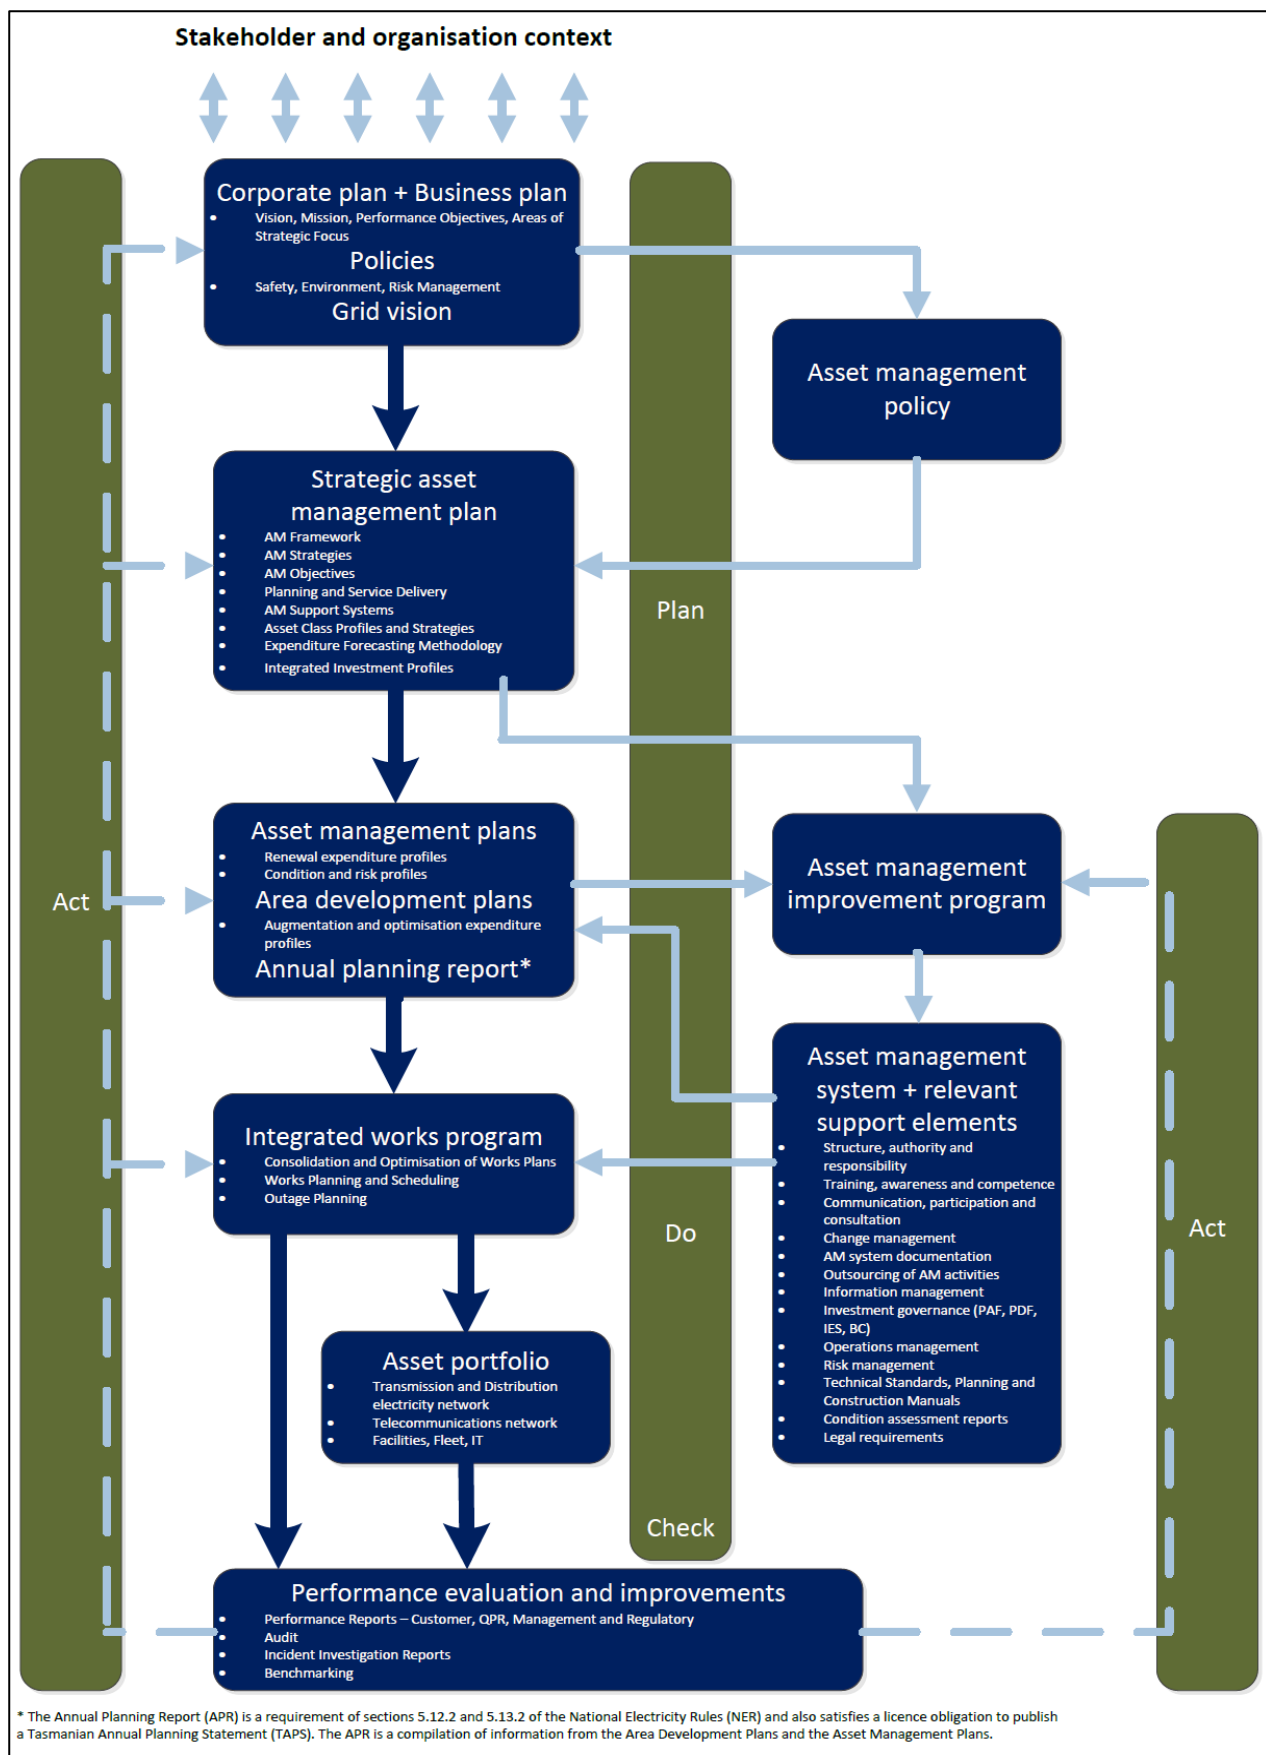 Stakeholder and organisation context
Corporate plan + Business plan
• Vision, Mission, Performance Objectives, Areas of
Strategic Focus
Policies
• Safety, Environment, Risk Management
Grid vision
Asset management
policy
Strategic asset
management plan
• AM Framework
• AM Strategies
• AM Objectives
• Planning and Service Delivery
• AM Support Systems
• Asset Class Profiles and Strategies
• Expenditure Forecasting Methodology
• Integrated Investment Profiles
Plan
Asset management plans
• Renewal expenditure profiles
• Condition and risk profiles
Area development plans
• Augmentation and optimisation expenditure
profiles
Annual planning report*
Asset management
improvement program
Act
Asset management
system + relevant
support elements
• Structure, authority and
responsibility
• Training, awareness and competence
• Communication, participation and
consultation
• Change management
• AM system documentation
• Outsourcing of AM activities
• Information management
• Investment governance (PAF, PDF,
IES, BC)
• Operations management
• Risk management
• Technical Standards, Planning and
Construction Manuals
• Condition assessment reports
• Legal requirements
Integrated works program
• Consolidation and Optimisation of Works Plans
• Works Planning and Scheduling
• Outage Planning
Do
Act
Asset portfolio
• Transmission and Distribution
electricity network
• Telecommunications network
• Facilities, Fleet, IT
Check
Performance evaluation and improvements
• Performance Reports – Customer, QPR, Management and Regulatory
• Audit
• Incident Investigation Reports
• Benchmarking
* The Annual Planning Report (APR) is a requirement of sections 5.12.2 and 5.13.2 of the National Electricity Rules (NER) and also satisfies a licence obligation to publish
a Tasmanian Annual Planning Statement (TAPS). The APR is a compilation of information from the Area Development Plans and the Asset Management Plans.